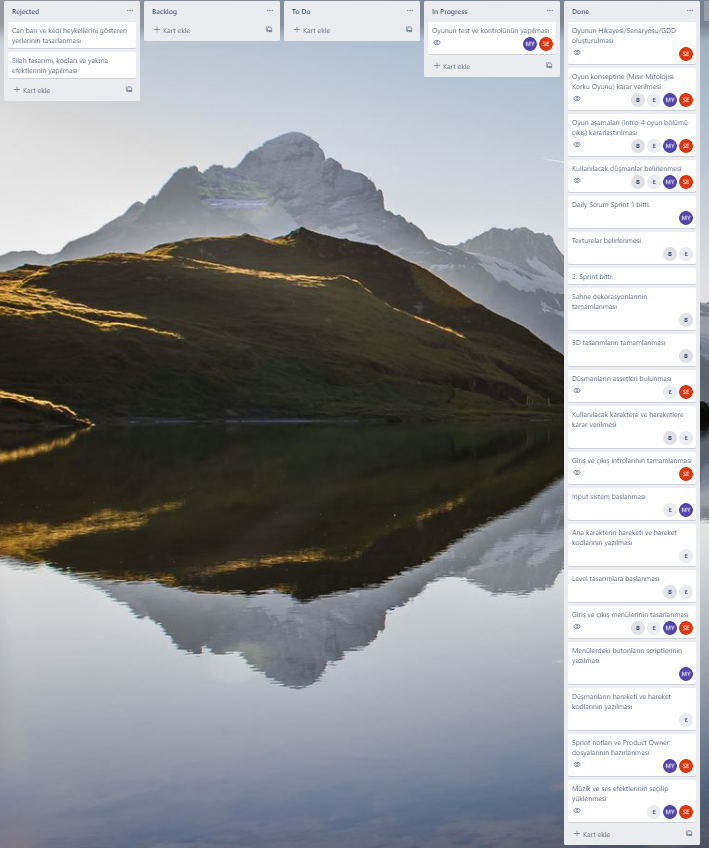 Rejected
Can barı ve kedi heykellerini gösteren
yerlerinin tasarlanması
Silah tasarımı, kodları ve yakma
efektlerinin yapılması
+ Kart ekle
Backlog
+ Kart ekle
To Do
+ Kart ekle
In Progress
Oyunun test ve kontrolünün yapılması
MY SE
+ Kart ekle
Done
Oyunun Hikayesi/Senaryosu/GDD
oluşturulması
SE
Oyun konseptine (Mısır Mitolojisi
Korku Oyunu) karar verilmesi
B E MY SE
Oyun aşamaları (Intro-4 oyun bölümü
çıkış) kararlaştırılması
B E MY SE
Kullanılacak düşmanlar belirlenmesi
B E MY SE
Daily Scrum Sprint 1 bitti.
MY
Textureler belirlenmesi
B E
2. Sprint bitti.
Sahne dekorasyonlarının
tamamlanması
B
3D tasarımların tamamlanması
B
Düşmanların assetleri bulunması
E SE
Kullanılacak karaktere ve haraketlere
karar verilmesi
B E
Giriş ve çıkış introlarının tamamlanması
SE
Input sistem başlanması
E MY
Ana karakterin hareketi ve hareket
kodlarının yazılması
E
Level tasarımlara başlanması
B E
Giriş ve çıkış menülerinin tasarlanması
B E MY SE
Menülerdeki butonların scriptlerinin
yazılması
MY
Düşmanların hareketi ve hareket
kodlarının yazılması
E
Sprint notları ve Product Owner
dosyalarının hazırlanması
MY SE
Müzik ve ses efektlerinin seçilip
yüklenmesi
E MY SE
+ Kart ekle